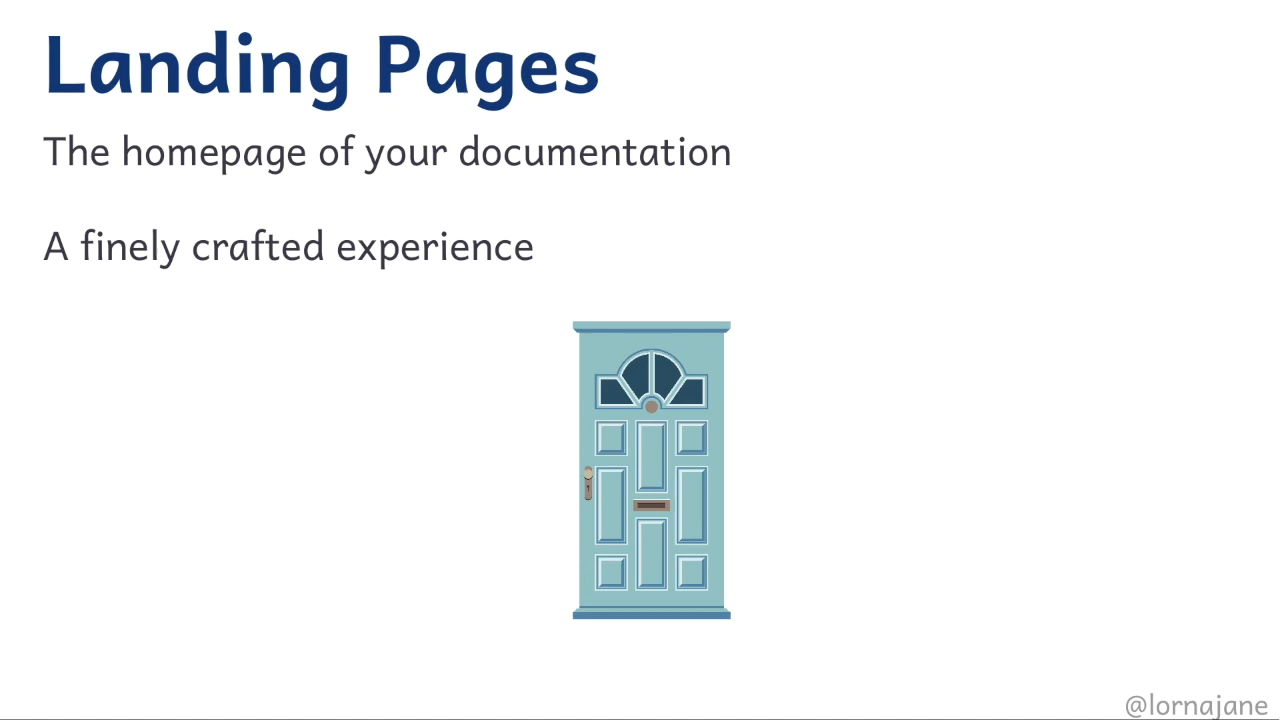 Landing Pages
The homepage of your documentation
A finely crafted experience
@lornajane